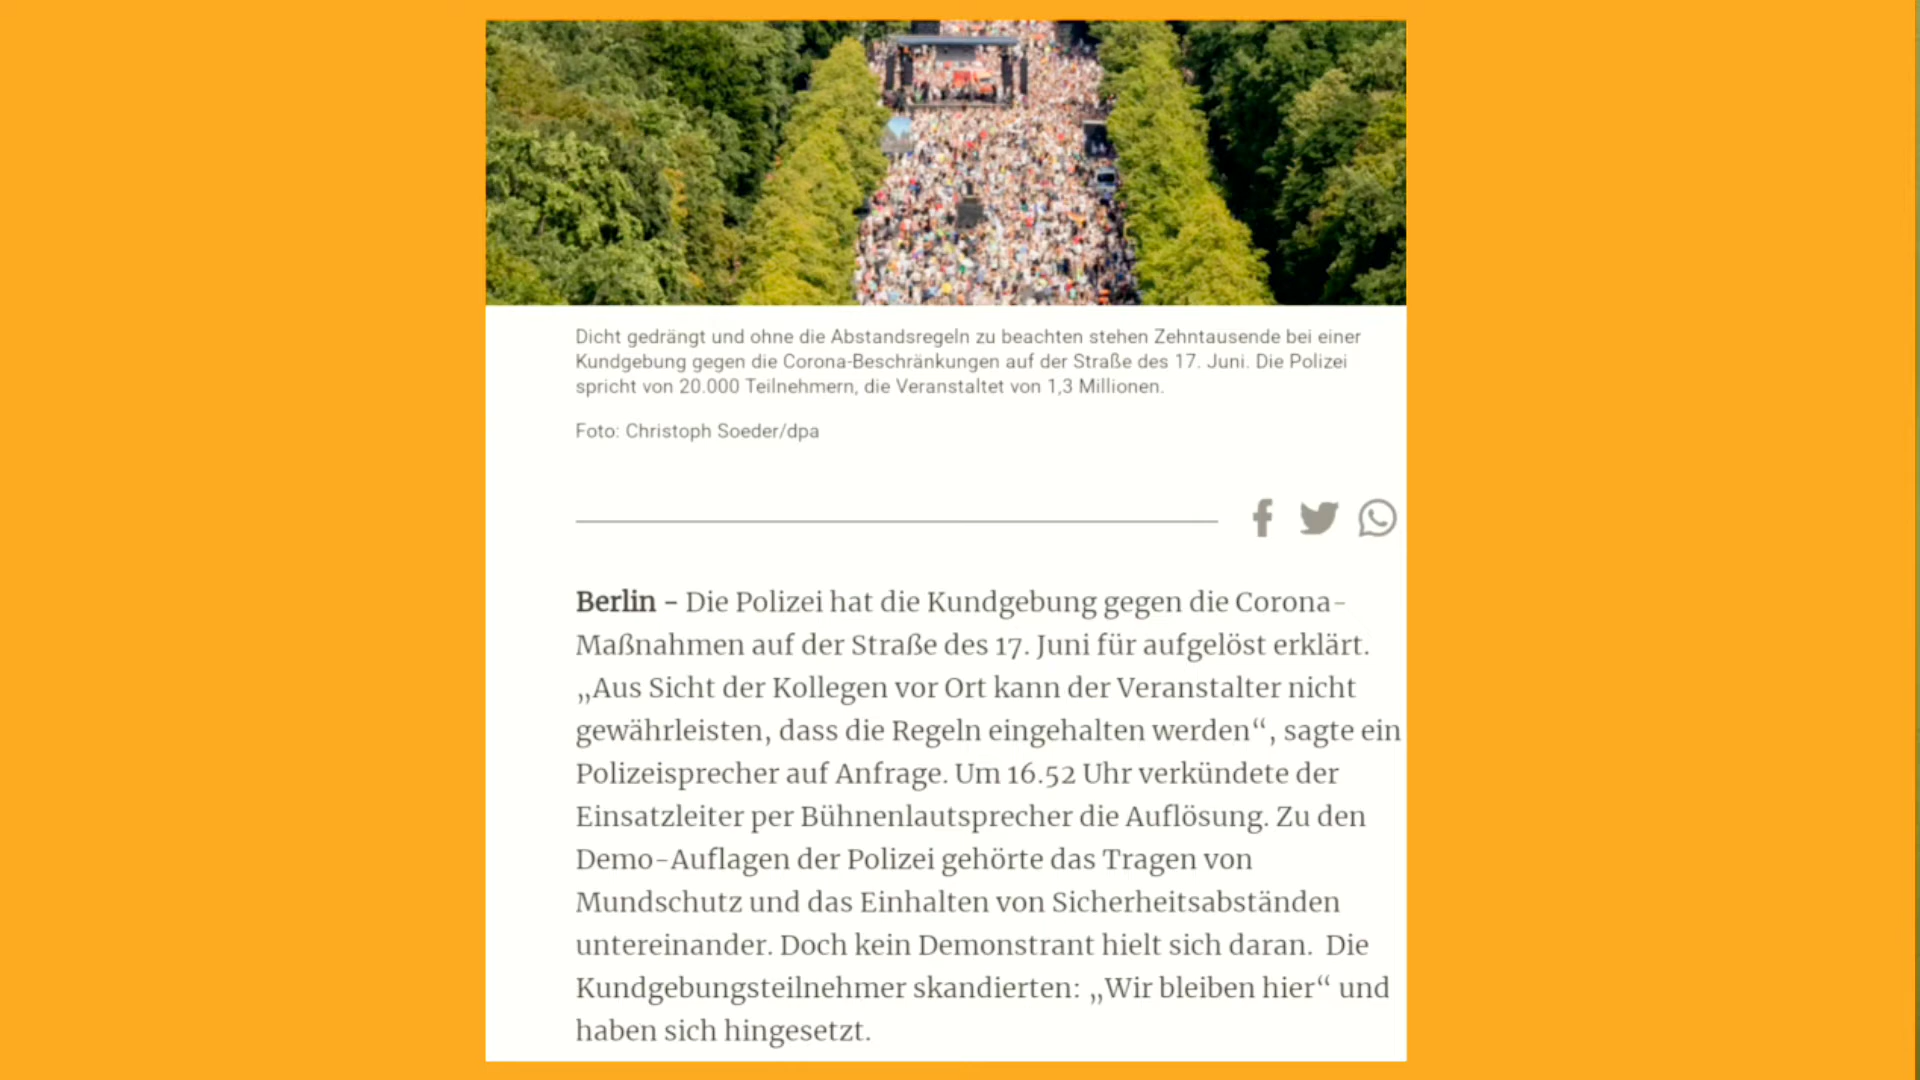 Dicht gedrängt und ohne die Abstandsregeln zu beachten stehen Zehntausende bei einer
Kundgebung gegen die Corona-Beschränkungen auf der Straße des 17. Juni. Die Polizei
spricht von 20.000 Teilnehmern, die Veranstaltet von 1,3 Millionen.
Foto: Christoph Soeder/dpa
Berlin – Die Polizei hat die Kundgebung gegen die Corona-
Maßnahmen auf der Straße des 17. Juni für aufgelöst erklärt.
„Aus Sicht der Kollegen vor Ort kann der Veranstalter nicht
gewährleisten, dass die Regeln eingehalten werden“, sagte ein
Polizeisprecher auf Anfrage. Um 16.52 Uhr verkündete der
Einsatzleiter per Bühnenlautsprecher die Auflösung. Zu den
Demo-Auflagen der Polizei gehörte das Tragen von
Mundschutz und das Einhalten von Sicherheitsabständen
untereinander. Doch kein Demonstrant hielt sich daran.  Die
Kundgebungsteilnehmer skandierten: „Wir bleiben hier“ und
haben sich hingesetzt.